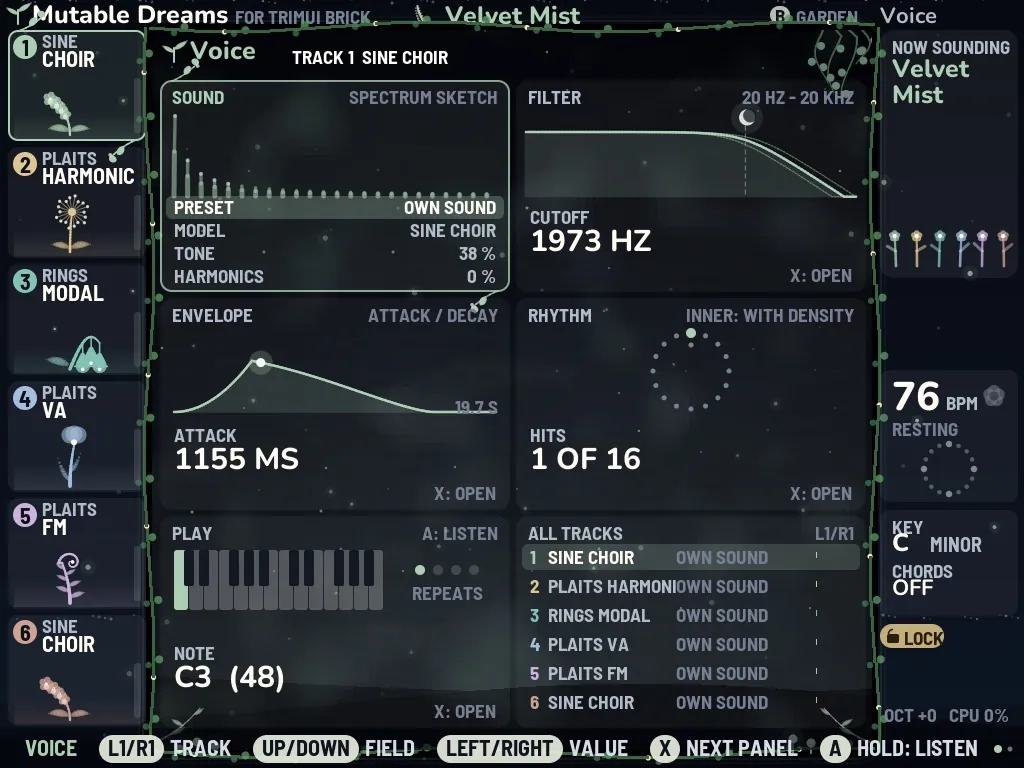 Mutable Dreams FOR TRIMUI BRICK
Velvet Mist
B GARDEN
Voice
1 SINE
CHOIR
2 PLAITS
HARMONIC
3 RINGS
MODAL
4 PLAITS
VA
5 PLAITS
FM
6 SINE
CHOIR
Voice
TRACK 1 SINE CHOIR
SOUND SPECTRUM SKETCH
PRESET OWN SOUND
MODEL SINE CHOIR
TONE 38 %
HARMONICS 0 %
FILTER 20 HZ - 20 KHZ
CUTOFF
1973 HZ
X: OPEN
ENVELOPE ATTACK / DECAY
19.7 S
ATTACK
1155 MS
X: OPEN
RHYTHM INNER: WITH DENSITY
HITS
1 OF 16
X: OPEN
PLAY A: LISTEN
REPEATS
NOTE
C3 (48)
X: OPEN
ALL TRACKS L1/R1
1 SINE CHOIR OWN SOUND
2 PLAITS HARMONI OWN SOUND
3 RINGS MODAL OWN SOUND
4 PLAITS VA OWN SOUND
5 PLAITS FM OWN SOUND
6 SINE CHOIR OWN SOUND
NOW SOUNDING
Velvet
Mist
76 BPM
RESTING
KEY
C MINOR
CHORDS
OFF
LOCK
OCT +0 CPU 0%
VOICE L1/R1 TRACK UP/DOWN FIELD LEFT/RIGHT VALUE X NEXT PANEL A HOLD: LISTEN